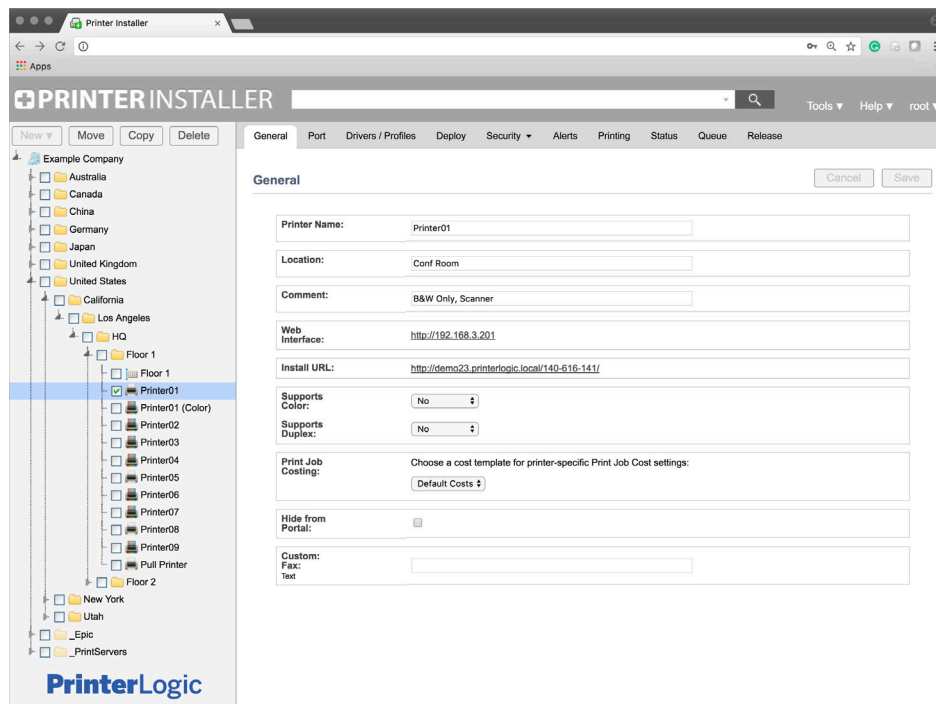 Printer Installer
Apps
PRINTER INSTALLER
Tools ▾ Help ▾ root ▾
New ▾ Move Copy Delete
General Port Drivers / Profiles Deploy Security ▾ Alerts Printing Status Queue Release
Example Company
Australia
Canada
China
Germany
Japan
United Kingdom
United States
California
Los Angeles
HQ
Floor 1
Floor 1
Printer01
Printer01 (Color)
Printer02
Printer03
Printer04
Printer05
Printer06
Printer07
Printer08
Printer09
Pull Printer
Floor 2
New York
Utah
_Epic
_PrintServers
PrinterLogic
General
Cancel Save
Printer Name: Printer01
Location: Conf Room
Comment: B&W Only, Scanner
Web
Interface: http://192.168.3.201
Install URL: http://demo23.printerlogic.local/140-616-141/
Supports
Color: No
Supports
Duplex: No
Print Job
Costing: Choose a cost template for printer-specific Print Job Cost settings:
Default Costs
Hide from
Portal:
Custom:
Fax:
Text